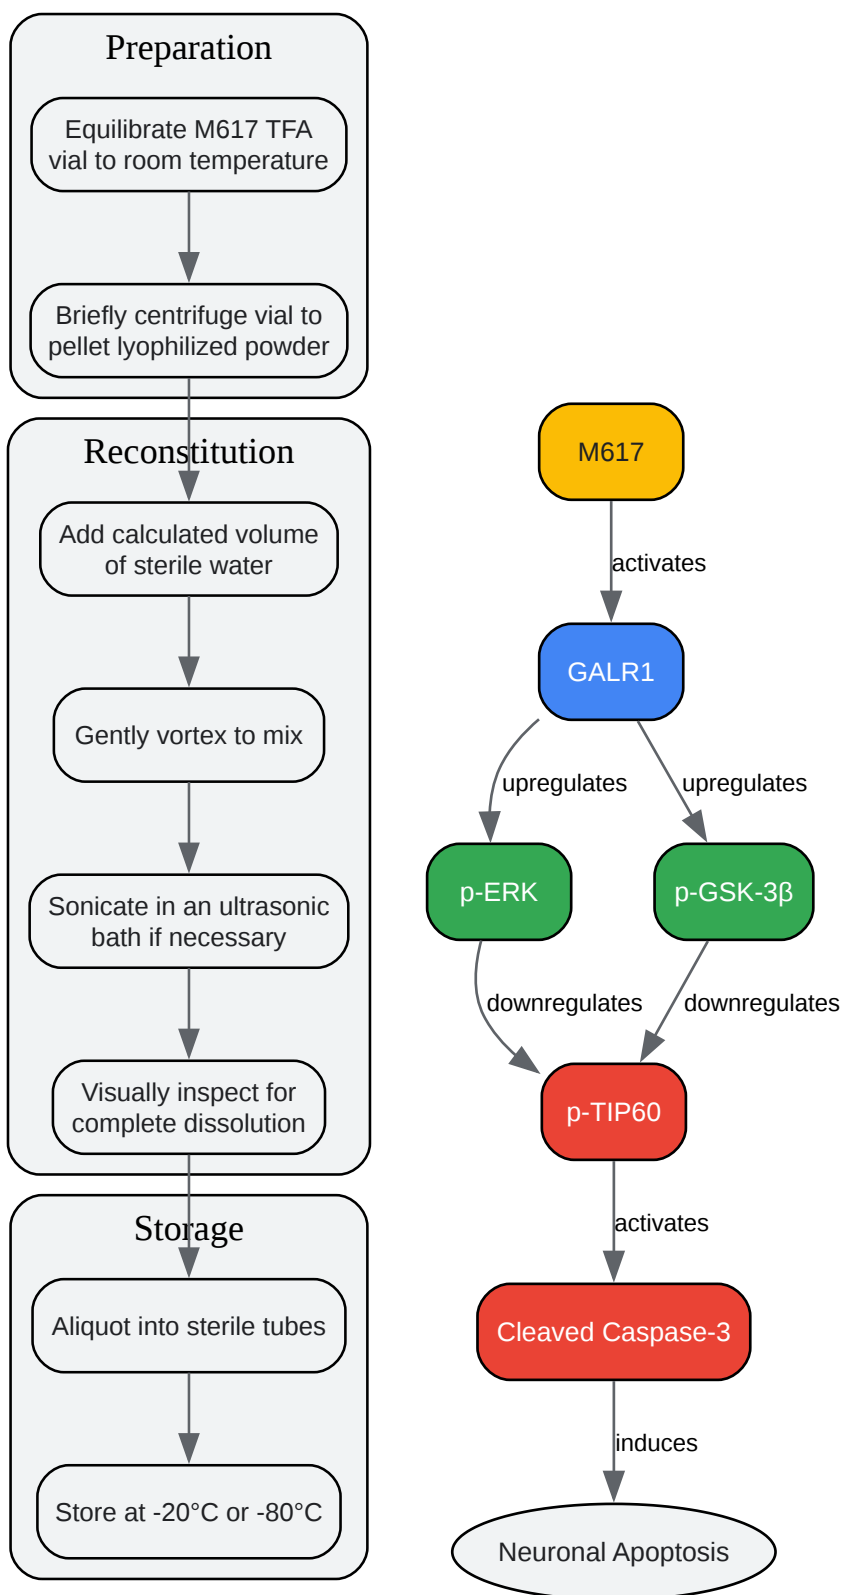 Preparation
Equilibrate M617 TFA
vial to room temperature
Briefly centrifuge vial to
pellet lyophilized powder
Reconstitution
Add calculated volume
of sterile water
Gently vortex to mix
Sonicate in an ultrasonic
bath if necessary
Visually inspect for
complete dissolution
Storage
Aliquot into sterile tubes
Store at -20°C or -80°C
M617
activates
GALR1
upregulates
upregulates
p-ERK
p-GSK-3β
downregulates
downregulates
p-TIP60
activates
Cleaved Caspase-3
induces
Neuronal Apoptosis